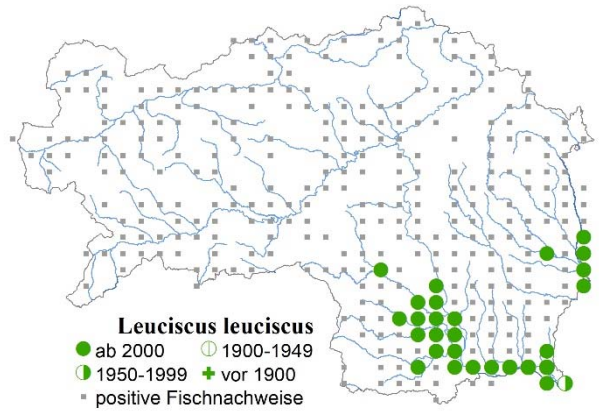 Leuciscus leuciscus
ab 2000 1900-1949
1950-1999 vor 1900
positive Fischnachweise